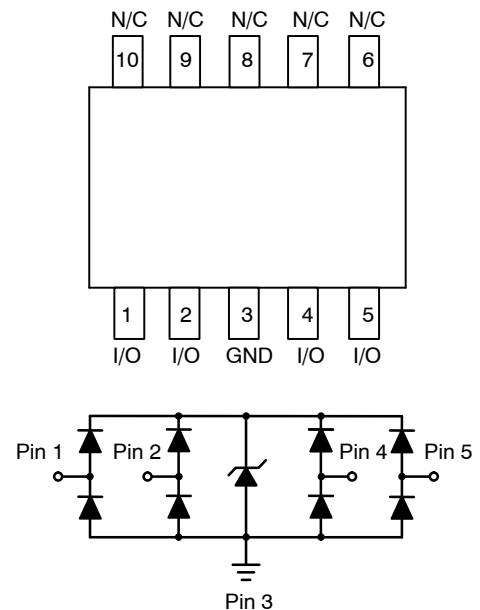 N/C N/C N/C N/C N/C
10 9 8 7 6
1 2 3 4 5
I/O I/O GND I/O I/O
Pin 1 Pin 2 Pin 4 Pin 5
Pin 3